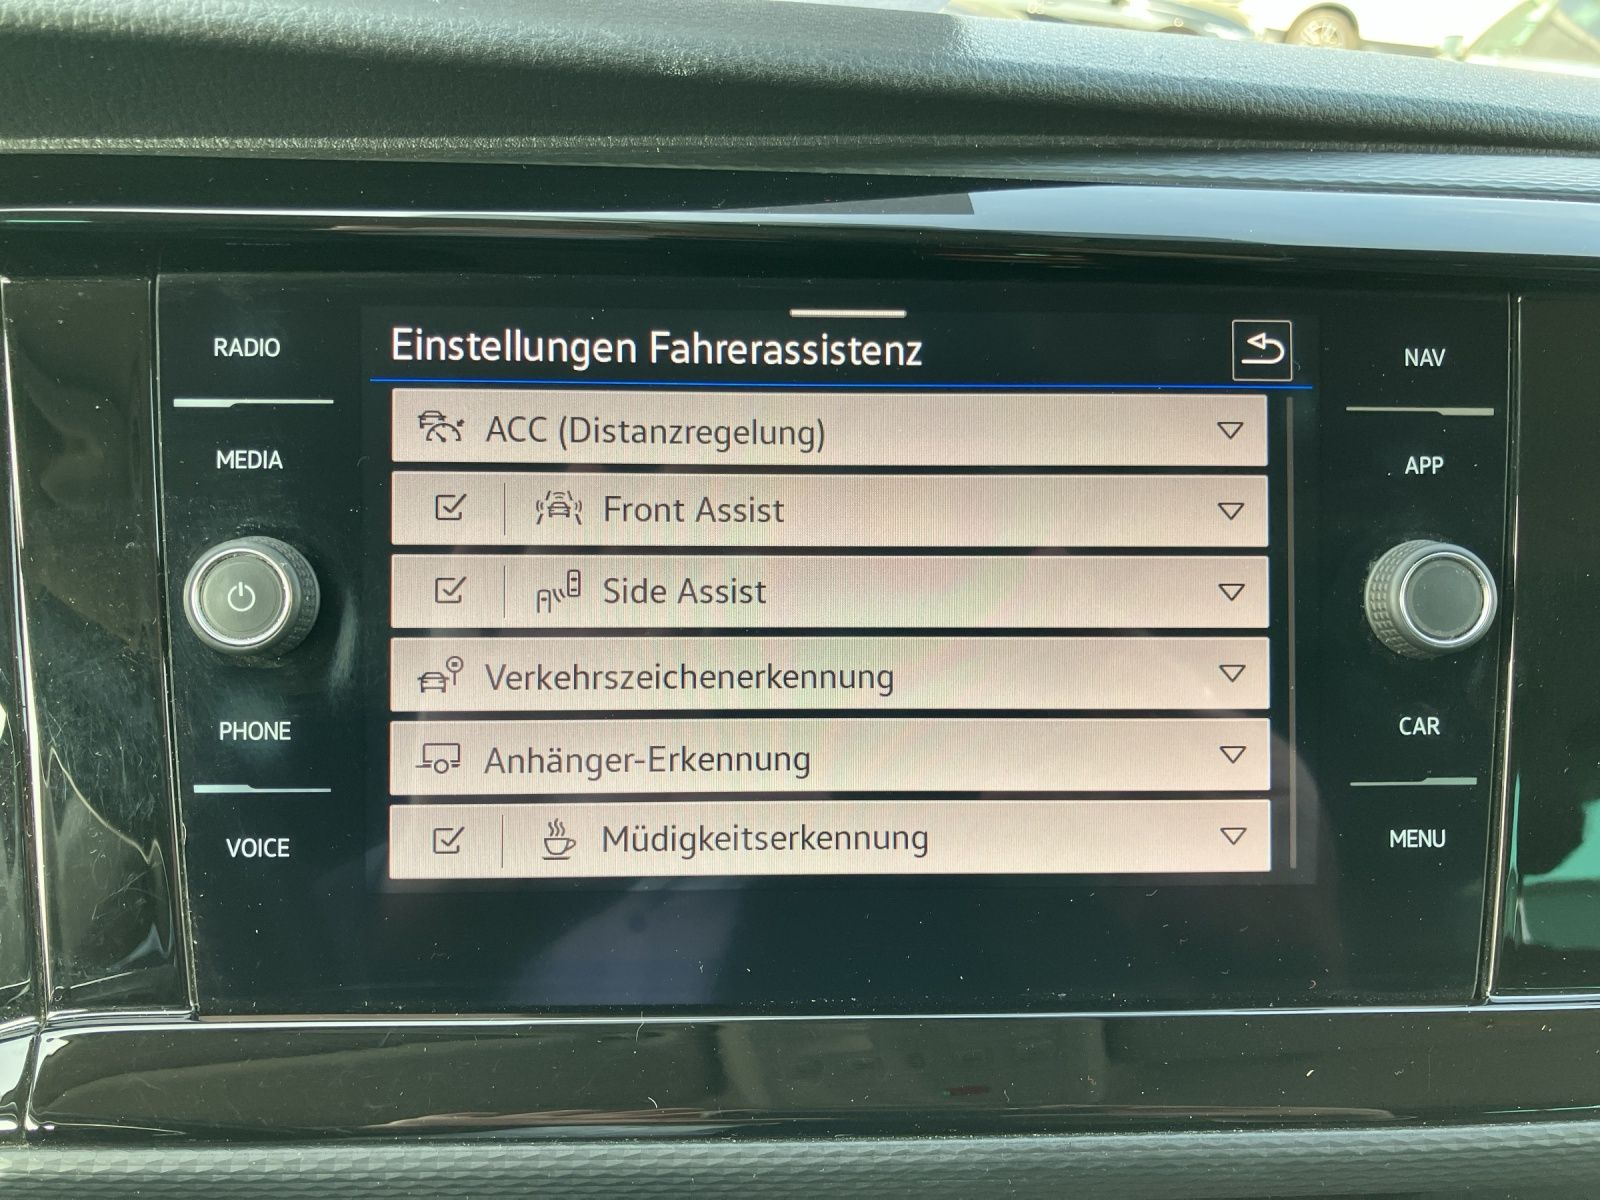 Einstellungen Fahrerassistenz
ACC (Distanzregelung)
Front Assist
Side Assist
Verkehrszeichenerkennung
Anhänger-Erkennung
Müdigkeitserkennung
RADIO
MEDIA
PHONE
VOICE
NAV
APP
CAR
MENU